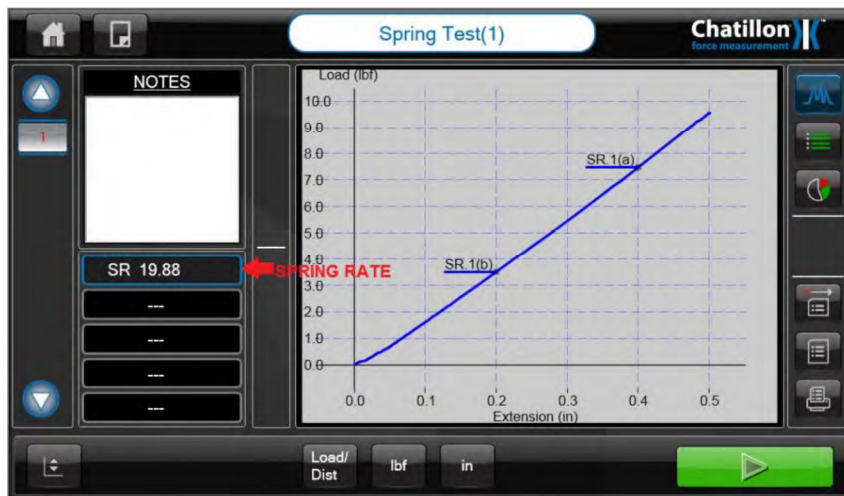 Spring Test(1)
Chatillon
force measurement
1
NOTES
SR 19.88
---
---
---
---
SPRING RATE
Load (lbf)
10.0
9.0
8.0
7.0
6.0
5.0
4.0
3.0
2.0
1.0
0.0
SR.1(a)
SR.1(b)
0.0 0.1 0.2 0.3 0.4 0.5
Extension (in)
Load/
Dist
lbf
in